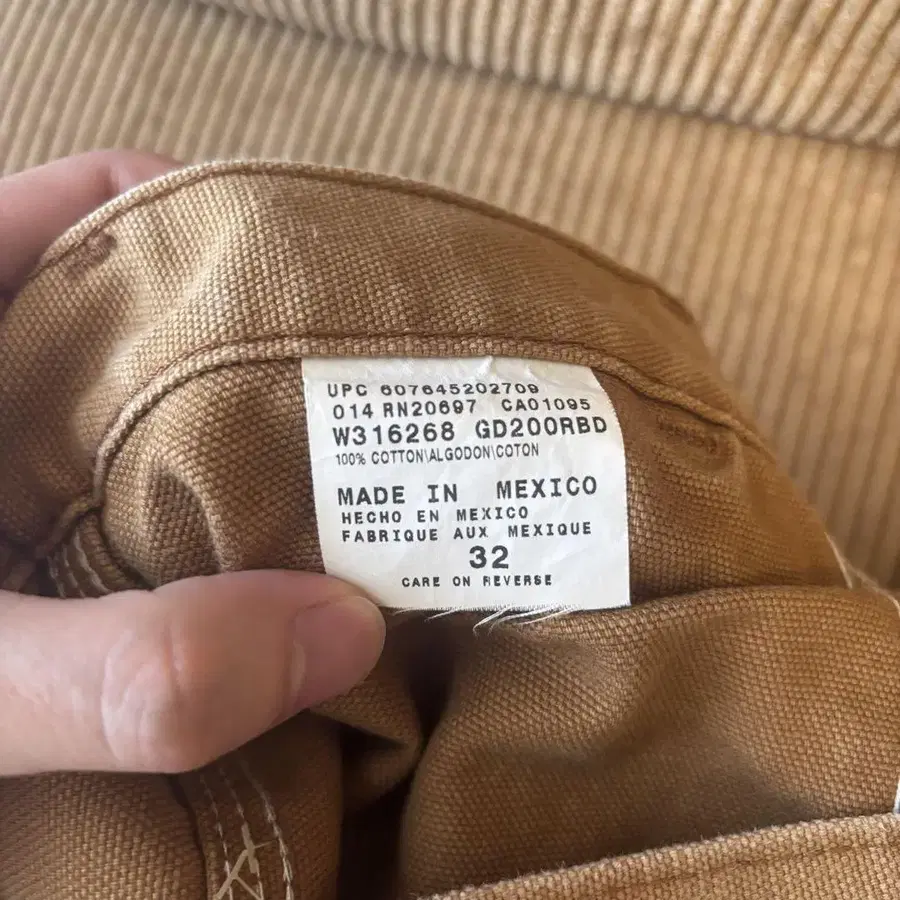 UPC 607645202709
014 RN20697 CA01095
W316268 GD200RBD
100% COTTON\ALGODON\COTON
MADE IN MEXICO
HECHO EN MEXICO
FABRIQUE AUX MEXIQUE
32
CARE ON REVERSE